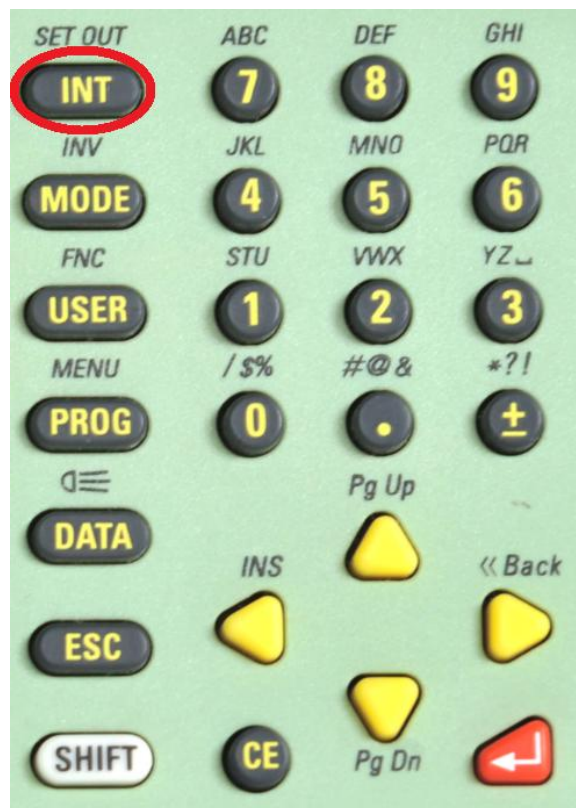 SET OUT ABC DEF GHI
INT 7 8 9
INV JKL MNO PQR
MODE 4 5 6
FNC STU VWX YZ␣
USER 1 2 3
MENU / $% #@& *?!
PROG 0 . ±
Pg Up
DATA
INS «Back
ESC
SHIFT CE Pg Dn